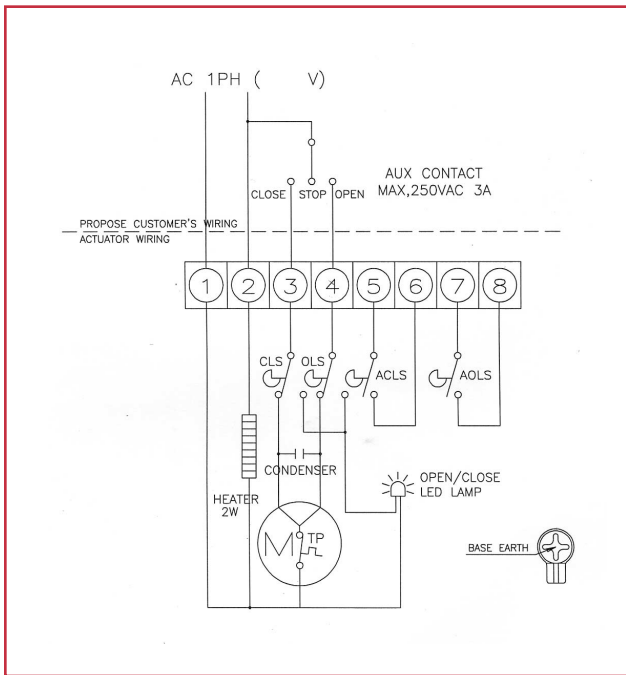 AC 1PH ( V)
AUX CONTACT
MAX,250VAC 3A
CLOSE STOP OPEN
PROPOSE CUSTOMER'S WIRING
ACTUATOR WIRING
1 2 3 4 5 6 7 8
CLS OLS ACLS AOLS
CONDENSER
OPEN/CLOSE
LED LAMP
HEATER
2W
M TP
BASE EARTH